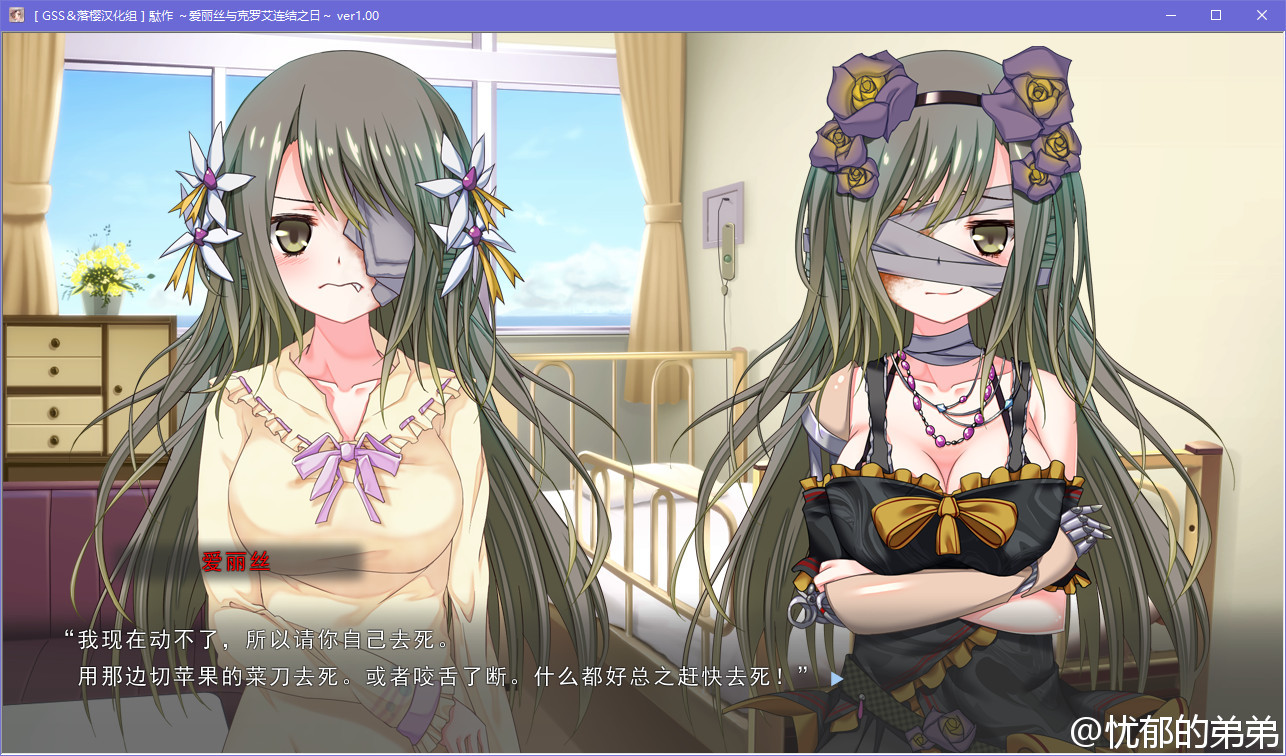 [ GSS＆落樱汉化组 ] 駄作 ～爱丽丝与克罗艾连结之日～ ver1.00
爱丽丝
“我现在动不了，所以请你自己去死。
用那边切苹果的菜刀去死。或者咬舌了断。什么都好总之赶快去死！”
@忧郁的弟弟